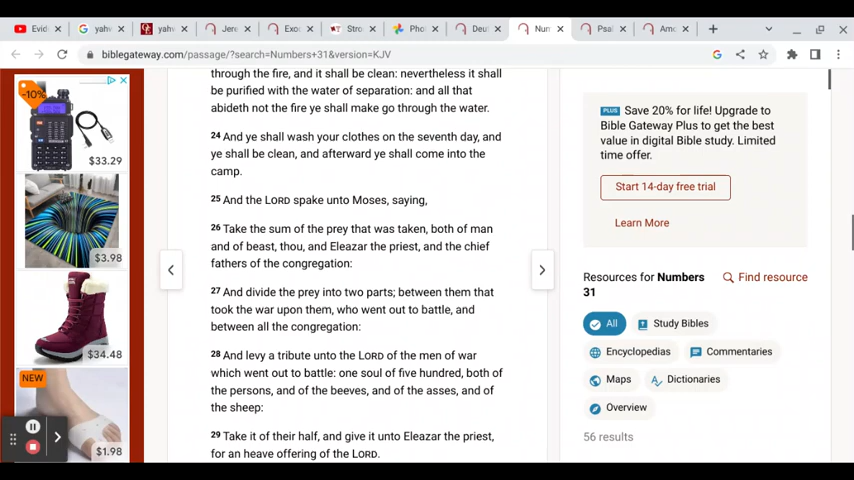 Evid
yahv
yahv
Jere
Exoc
Stro
Pho
Deut
Num
Psal
Amo
biblegateway.com/passage/?search=Numbers+31&version=KJV
-10%
$33.29
$3.98
$34.48
NEW
$1.98
through the fire, and it shall be clean: nevertheless it shall
be purified with the water of separation: and all that
abideth not the fire ye shall make go through the water.
24 And ye shall wash your clothes on the seventh day, and
ye shall be clean, and afterward ye shall come into the
camp.
25 And the LORD spake unto Moses, saying,
26 Take the sum of the prey that was taken, both of man
and of beast, thou, and Eleazar the priest, and the chief
fathers of the congregation:
27 And divide the prey into two parts; between them that
took the war upon them, who went out to battle, and
between all the congregation:
28 And levy a tribute unto the LORD of the men of war
which went out to battle: one soul of five hundred, both of
the persons, and of the beeves, and of the asses, and of
the sheep:
29 Take it of their half, and give it unto Eleazar the priest,
for an heave offering of the LORD.
PLUS Save 20% for life! Upgrade to
Bible Gateway Plus to get the best
value in digital Bible study. Limited
time offer.
Start 14-day free trial
Learn More
Resources for Numbers
31
Find resource
All
Study Bibles
Encyclopedias
Commentaries
Maps
Dictionaries
Overview
56 results